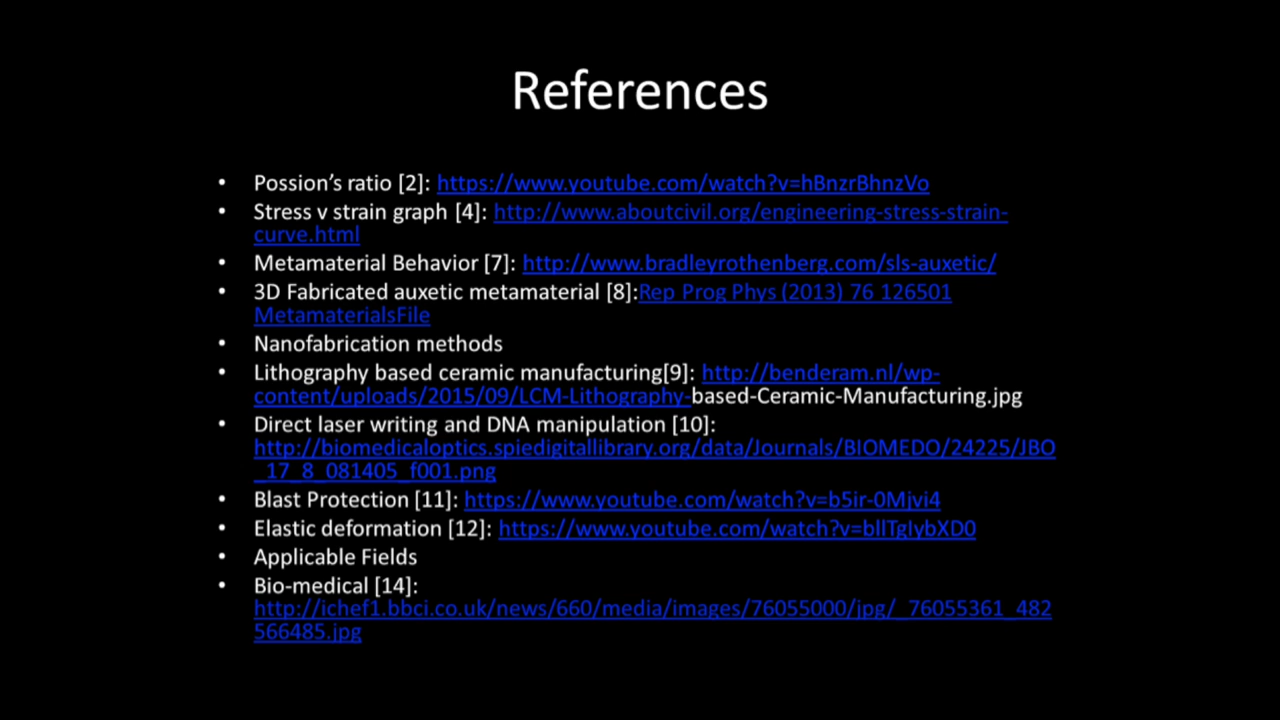 References
• Possion’s ratio [2]: https://www.youtube.com/watch?v=hBnzrBhnzVo
• Stress v strain graph [4]: http://www.aboutcivil.org/engineering-stress-strain-
curve.html
• Metamaterial Behavior [7]: http://www.bradleyrothenberg.com/sls-auxetic/
• 3D Fabricated auxetic metamaterial [8]:Rep Prog Phys (2013) 76 126501
MetamaterialsFile
• Nanofabrication methods
• Lithography based ceramic manufacturing[9]: http://benderam.nl/wp-
content/uploads/2015/09/LCM-Lithography-based-Ceramic-Manufacturing.jpg
• Direct laser writing and DNA manipulation [10]:
http://biomedicaloptics.spiedigitallibrary.org/data/Journals/BIOMEDO/24225/JBO
_17_8_081405_f001.png
• Blast Protection [11]: https://www.youtube.com/watch?v=b5ir-0Mjvi4
• Elastic deformation [12]: https://www.youtube.com/watch?v=bllTgIybXD0
• Applicable Fields
• Bio-medical [14]:
http://ichef1.bbci.co.uk/news/660/media/images/76055000/jpg/_76055361_482
566485.jpg